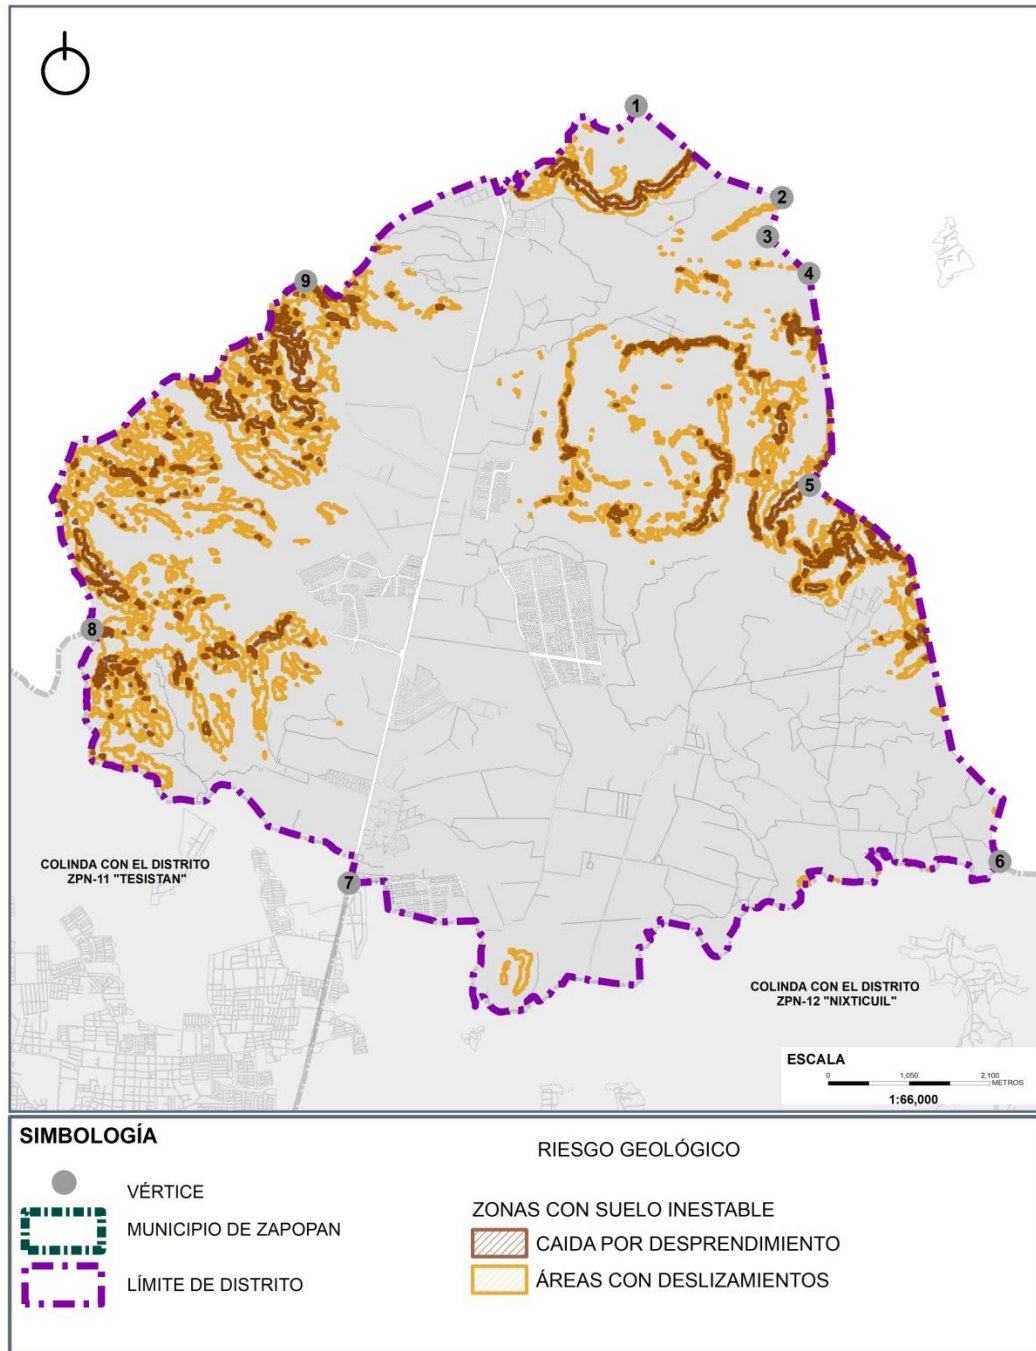 1
2
3
4
9
5
8
6
7
COLINDA CON EL DISTRITO
ZPN-11 "TESISTAN"
COLINDA CON EL DISTRITO
ZPN-12 "NIXTICUIL"
ESCALA
0 1,050 2,100
METROS
1:66,000
SIMBOLOGÍA
VÉRTICE
MUNICIPIO DE ZAPOPAN
LÍMITE DE DISTRITO
RIESGO GEOLÓGICO
ZONAS CON SUELO INESTABLE
CAIDA POR DESPRENDIMIENTO
ÁREAS CON DESLIZAMIENTOS